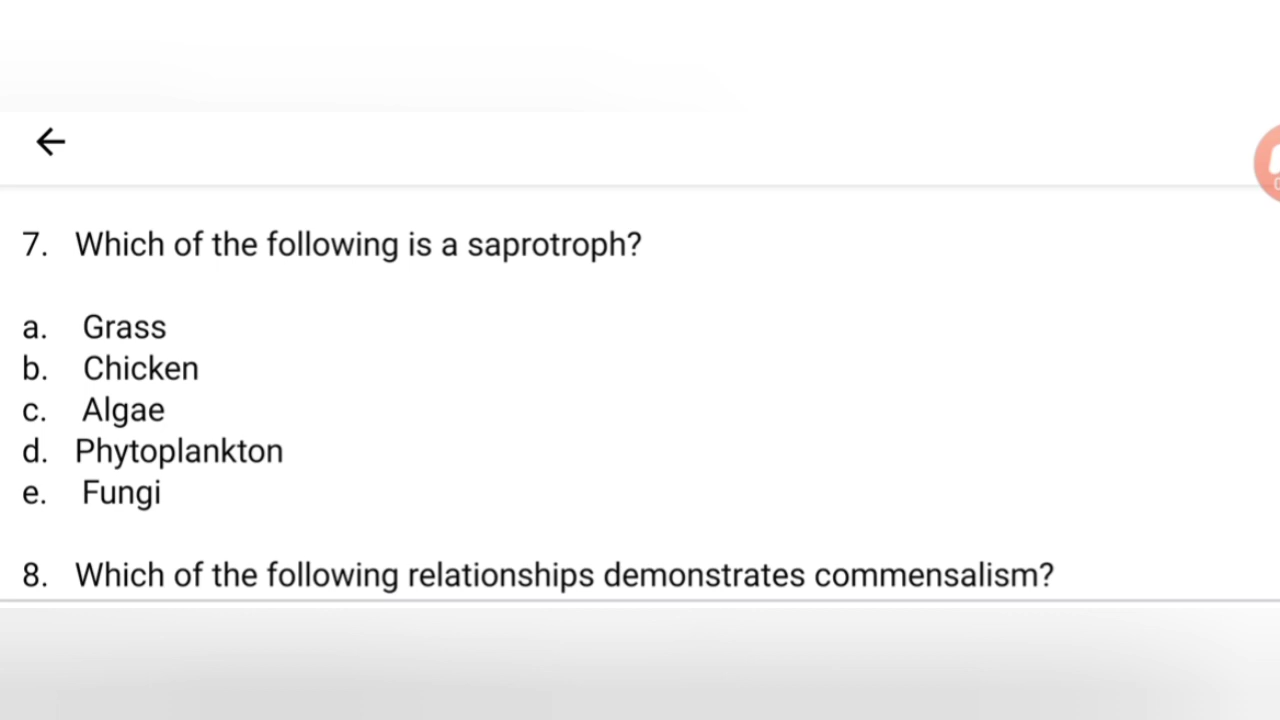 7. Which of the following is a saprotroph?
a. Grass
b. Chicken
c. Algae
d. Phytoplankton
e. Fungi
8. Which of the following relationships demonstrates commensalism?